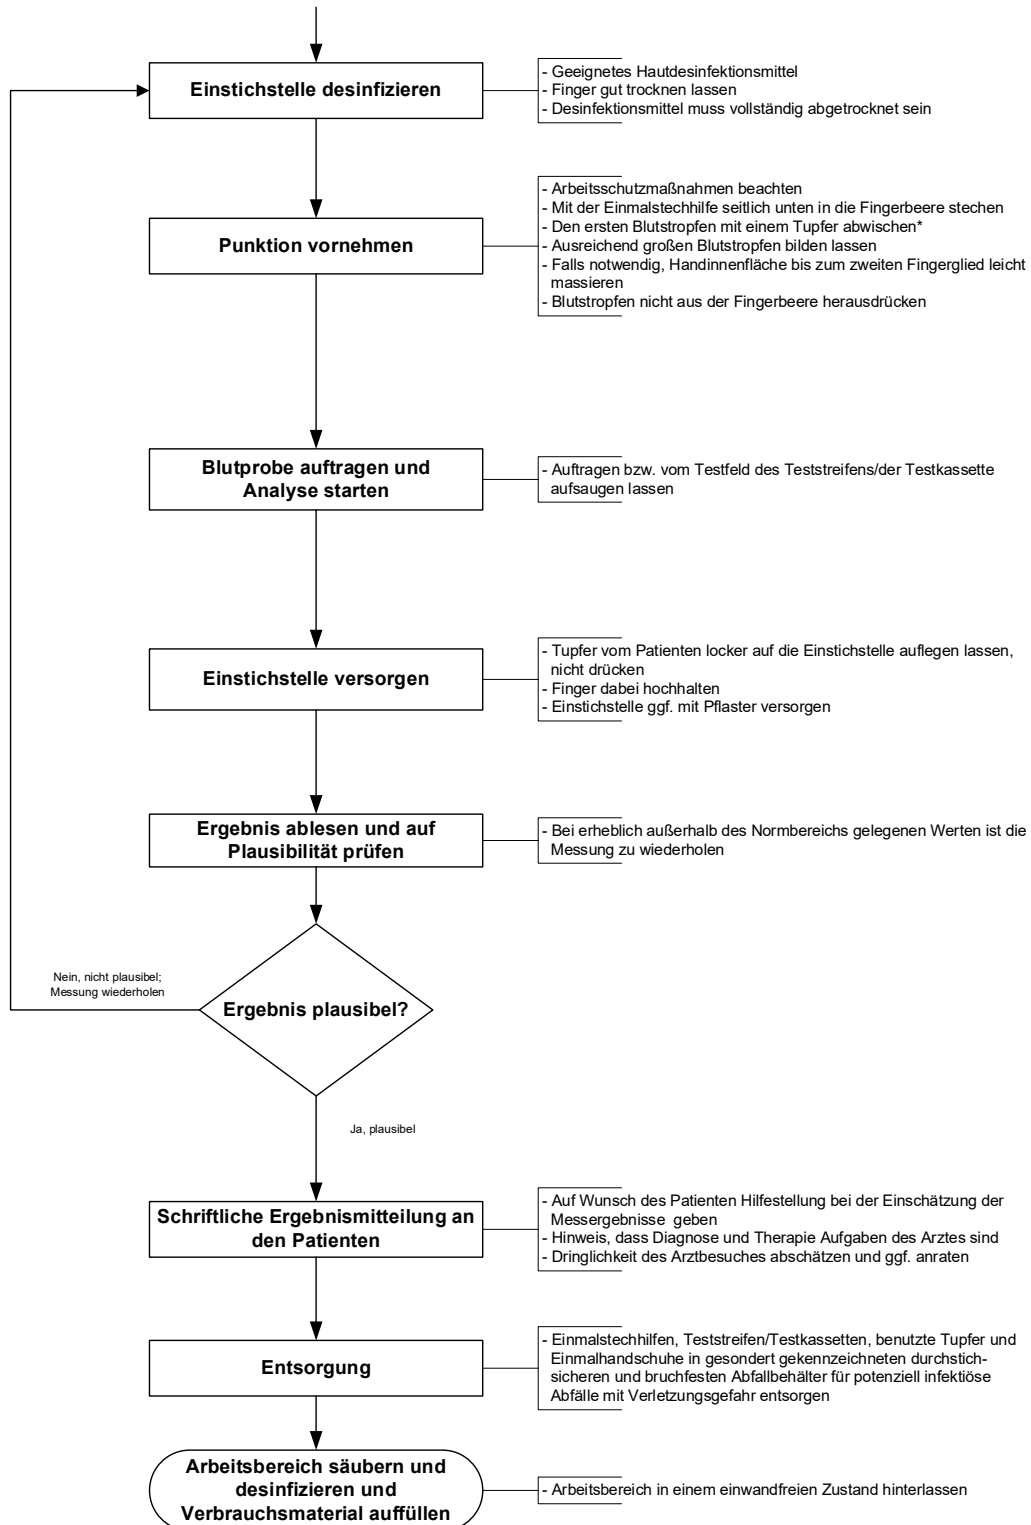 Einstichstelle desinfizieren
- Geeignetes Hautdesinfektionsmittel
- Finger gut trocknen lassen
- Desinfektionsmittel muss vollständig abgetrocknet sein
Punktion vornehmen
- Arbeitsschutzmaßnahmen beachten
- Mit der Einmalstechhilfe seitlich unten in die Fingerbeere stechen
- Den ersten Blutstropfen mit einem Tupfer abwischen*
- Ausreichend großen Blutstropfen bilden lassen
- Falls notwendig, Handinnenfläche bis zum zweiten Fingerglied leicht
massieren
- Blutstropfen nicht aus der Fingerbeere herausdrücken
Blutprobe auftragen und
Analyse starten
- Auftragen bzw. vom Testfeld des Teststreifens/der Testkassette
aufsaugen lassen
Einstichstelle versorgen
- Tupfer vom Patienten locker auf die Einstichstelle auflegen lassen,
nicht drücken
- Finger dabei hochhalten
- Einstichstelle ggf. mit Pflaster versorgen
Ergebnis ablesen und auf
Plausibilität prüfen
- Bei erheblich außerhalb des Normbereichs gelegenen Werten ist die
Messung zu wiederholen
Nein, nicht plausibel;
Messung wiederholen
Ergebnis plausibel?
Ja, plausibel
Schriftliche Ergebnismitteilung an
den Patienten
- Auf Wunsch des Patienten Hilfestellung bei der Einschätzung der
Messergebnisse geben
- Hinweis, dass Diagnose und Therapie Aufgaben des Arztes sind
- Dringlichkeit des Arztbesuches abschätzen und ggf. anraten
Entsorgung
- Einmalstechhilfen, Teststreifen/Testkassetten, benutzte Tupfer und
Einmalhandschuhe in gesondert gekennzeichneten durchstich-
sicheren und bruchfesten Abfallbehälter für potenziell infektiöse
Abfälle mit Verletzungsgefahr entsorgen
Arbeitsbereich säubern und
desinfizieren und
Verbrauchsmaterial auffüllen
- Arbeitsbereich in einem einwandfreien Zustand hinterlassen